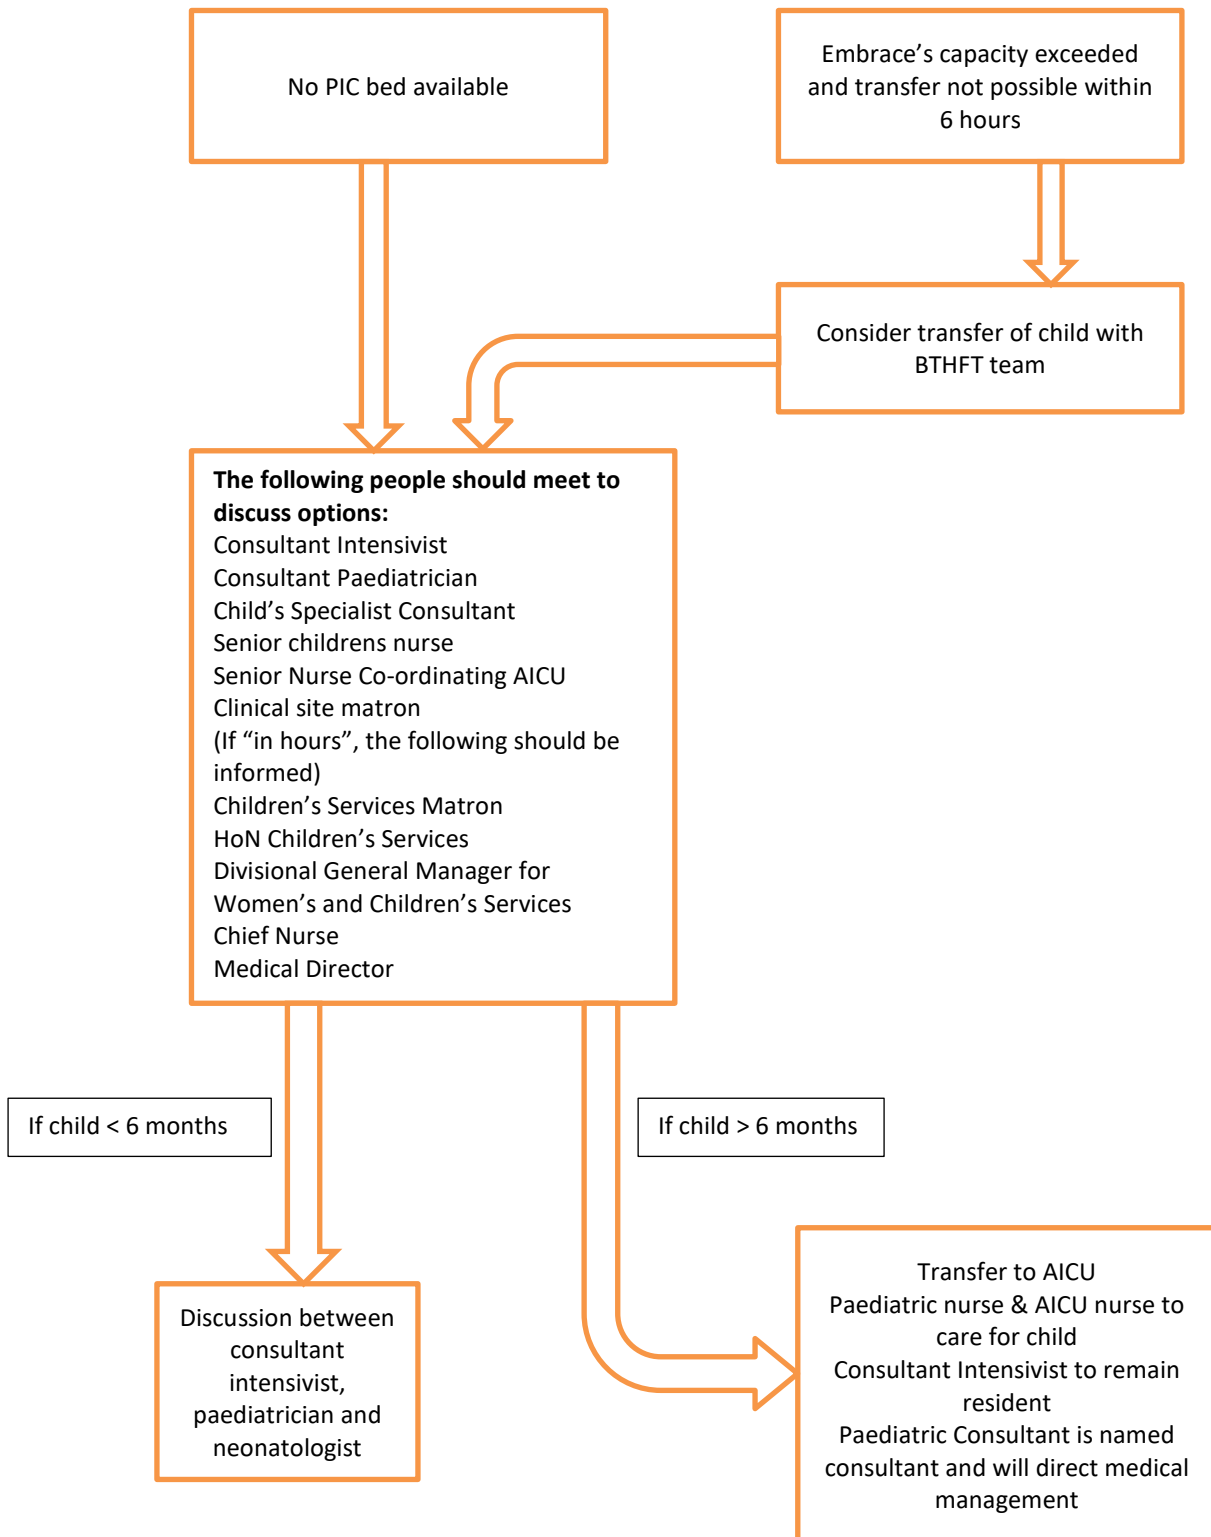 No PIC bed available
Embrace’s capacity exceeded
and transfer not possible within
6 hours
Consider transfer of child with
BTHFT team
The following people should meet to
discuss options:
Consultant Intensivist
Consultant Paediatrician
Child’s Specialist Consultant
Senior childrens nurse
Senior Nurse Co-ordinating AICU
Clinical site matron
(If “in hours”, the following should be
informed)
Children’s Services Matron
HoN Children’s Services
Divisional General Manager for
Women’s and Children’s Services
Chief Nurse
Medical Director
If child < 6 months
If child > 6 months
Discussion between
consultant
intensivist,
paediatrician and
neonatologist
Transfer to AICU
Paediatric nurse & AICU nurse to
care for child
Consultant Intensivist to remain
resident
Paediatric Consultant is named
consultant and will direct medical
management